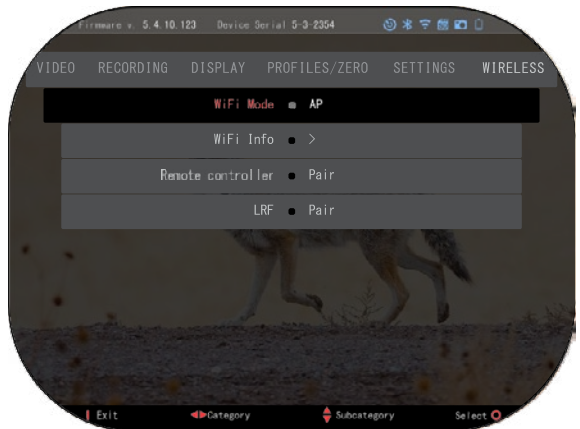 Firmware v. 5.4.10.123 Device Serial 5-3-2354
VIDEO RECORDING DISPLAY PROFILES/ZERO SETTINGS WIRELESS
WiFi Mode AP
WiFi Info >
Remote controller Pair
LRF Pair
Exit Category Subcategory Select